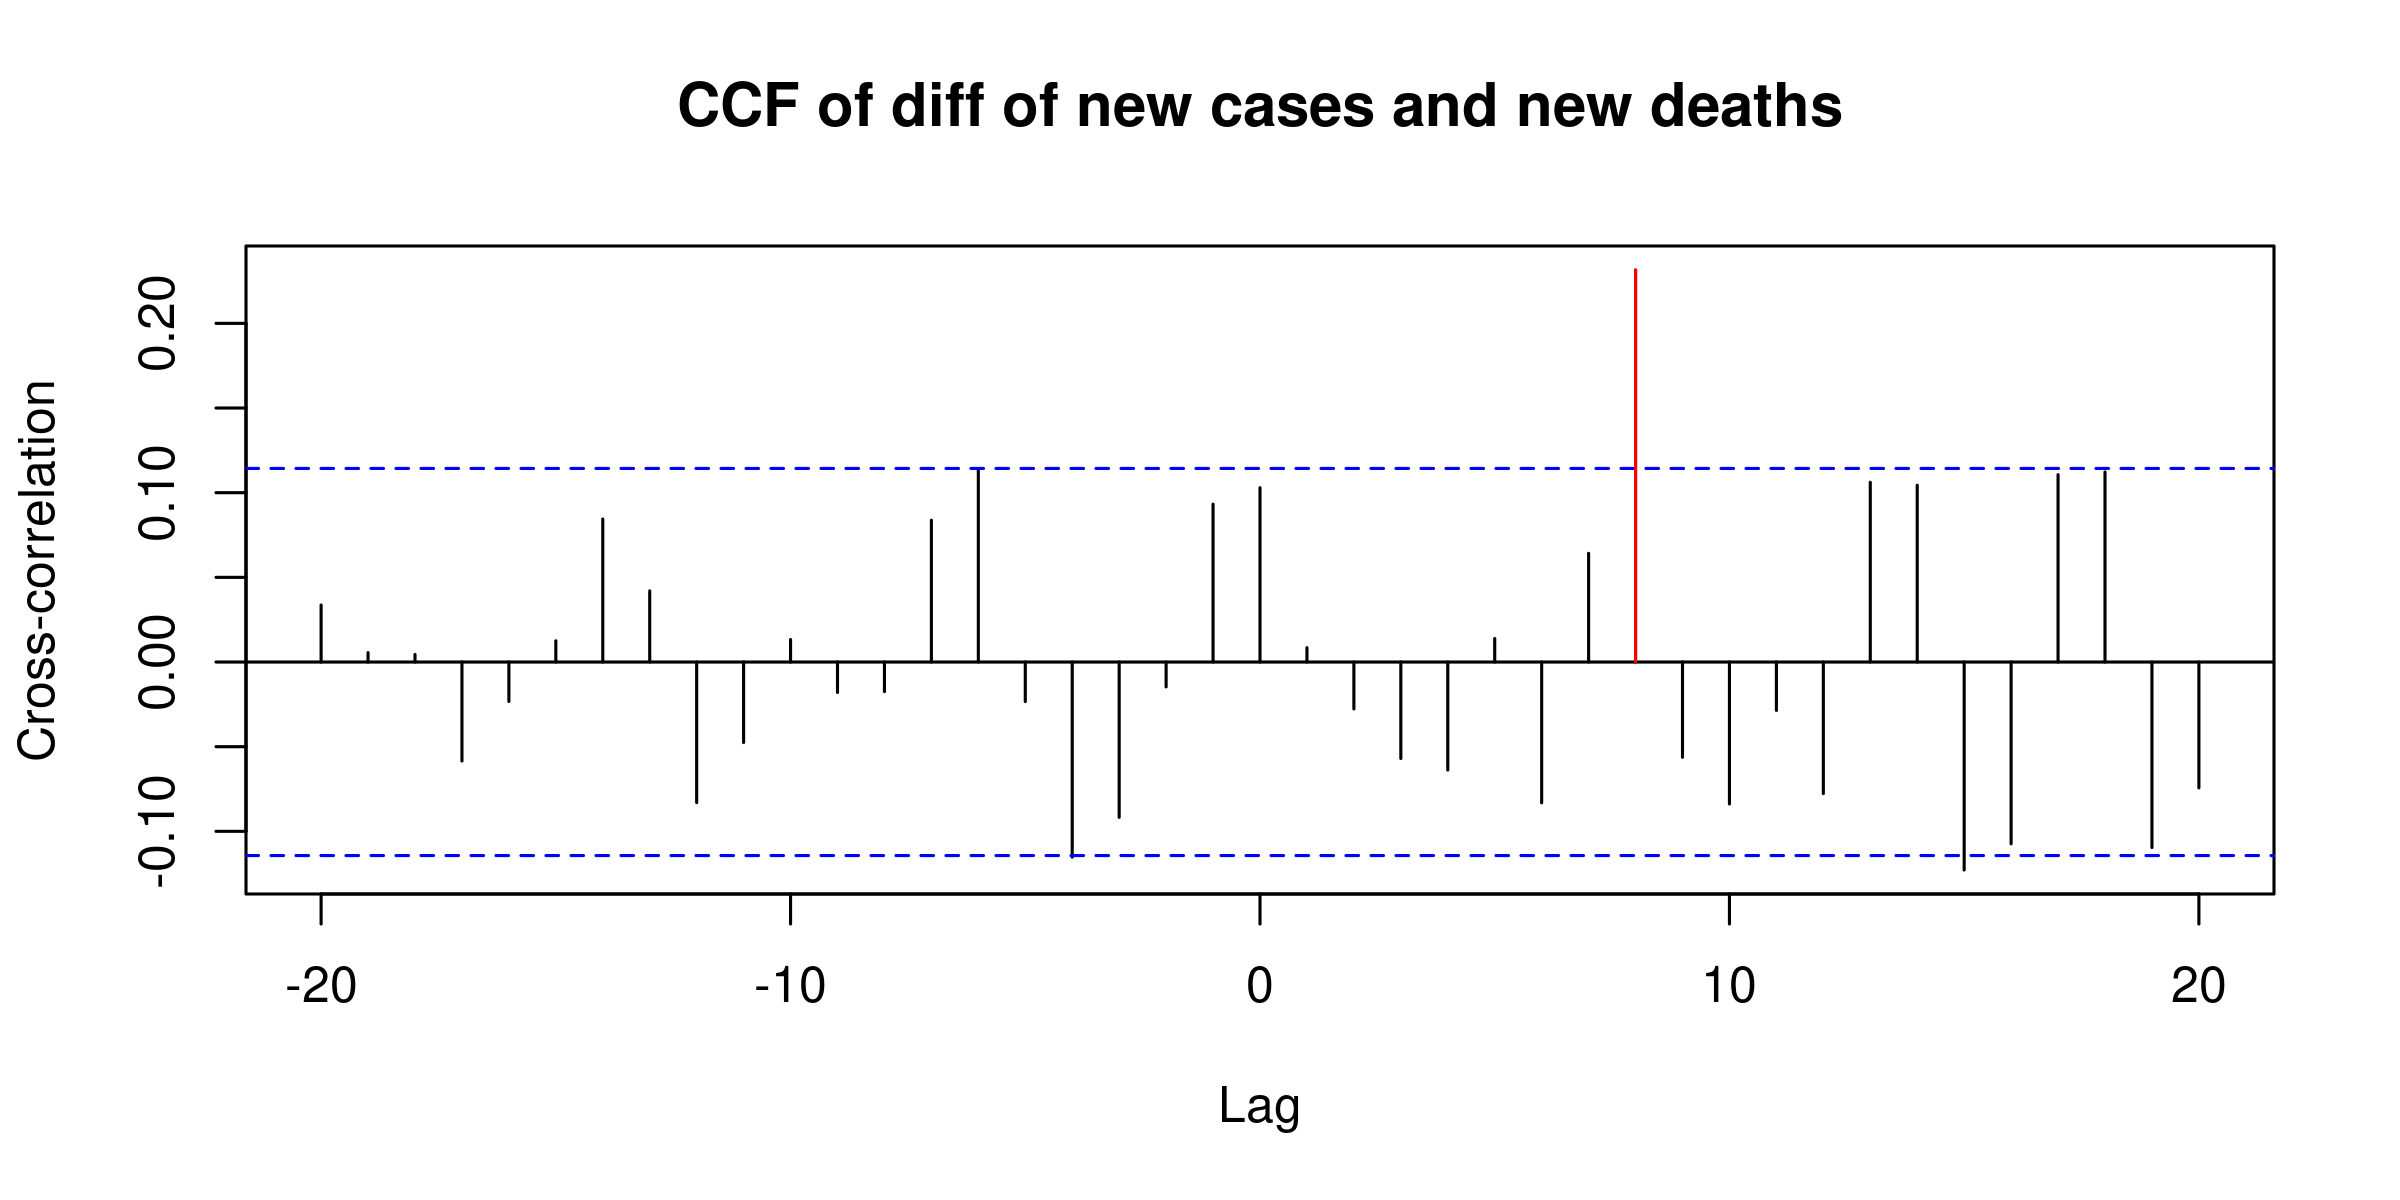 CCF of diff of new cases and new deaths
Cross-correlation
0.20
0.10
0.00
-0.10
-20 -10 0 10 20
Lag